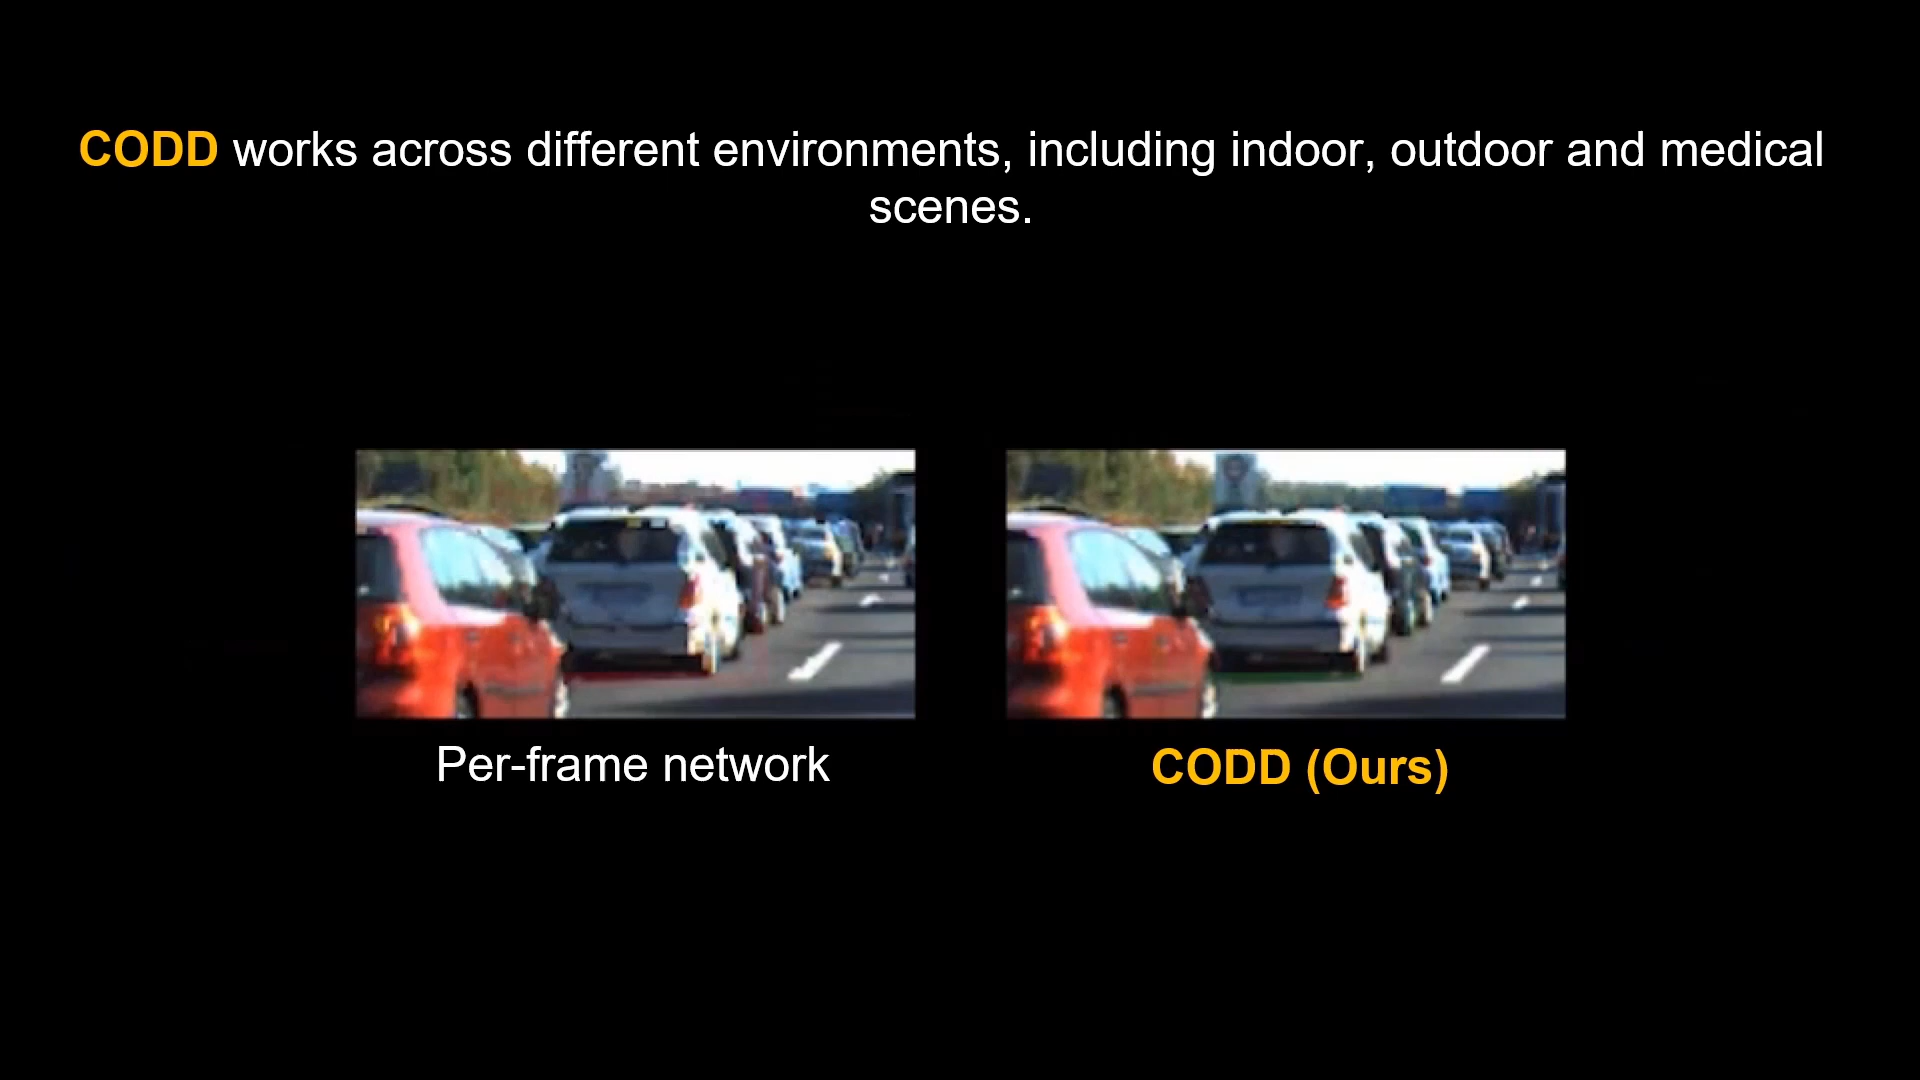 CODD works across different environments, including indoor, outdoor and medical
scenes.
Per-frame network
CODD (Ours)